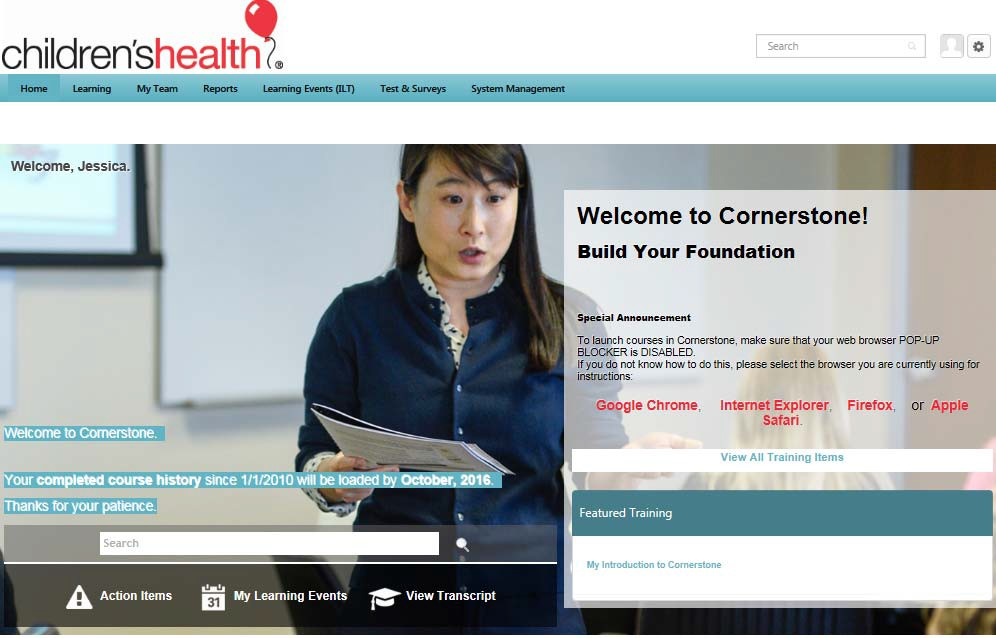 children'shealth®
Search
Home Learning My Team Reports Learning Events (ILT) Test & Surveys System Management
Welcome, Jessica.
Welcome to Cornerstone!
Build Your Foundation
Special Announcement
To launch courses in Cornerstone, make sure that your web browser POP-UP
BLOCKER is DISABLED.
If you do not know how to do this, please select the browser you are currently using for
instructions:
Google Chrome, Internet Explorer, Firefox, or Apple
Safari.
View All Training Items
Featured Training
My Introduction to Cornerstone
Welcome to Cornerstone.
Your completed course history since 1/1/2010 will be loaded by October, 2016.
Thanks for your patience.
Search
Action Items 31 My Learning Events View Transcript